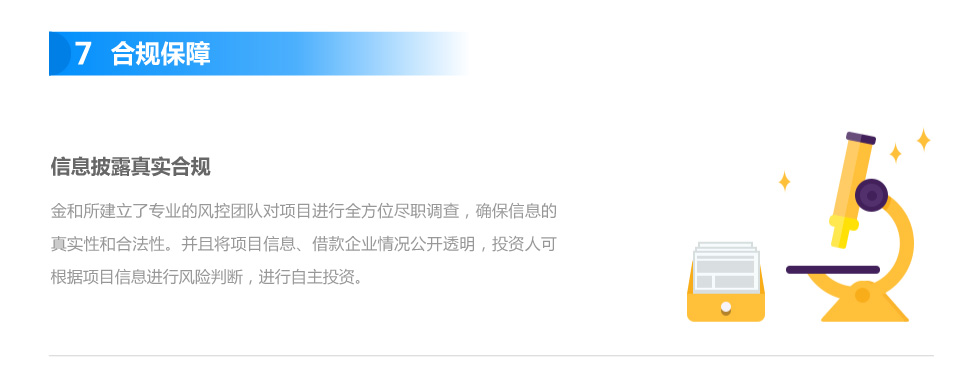 7 合规保障
信息披露真实合规
金和所建立了专业的风控团队对项目进行全方位尽职调查，确保信息的
真实性和合法性。并且将项目信息、借款企业情况公开透明，投资人可
根据项目信息进行风险判断，进行自主投资。